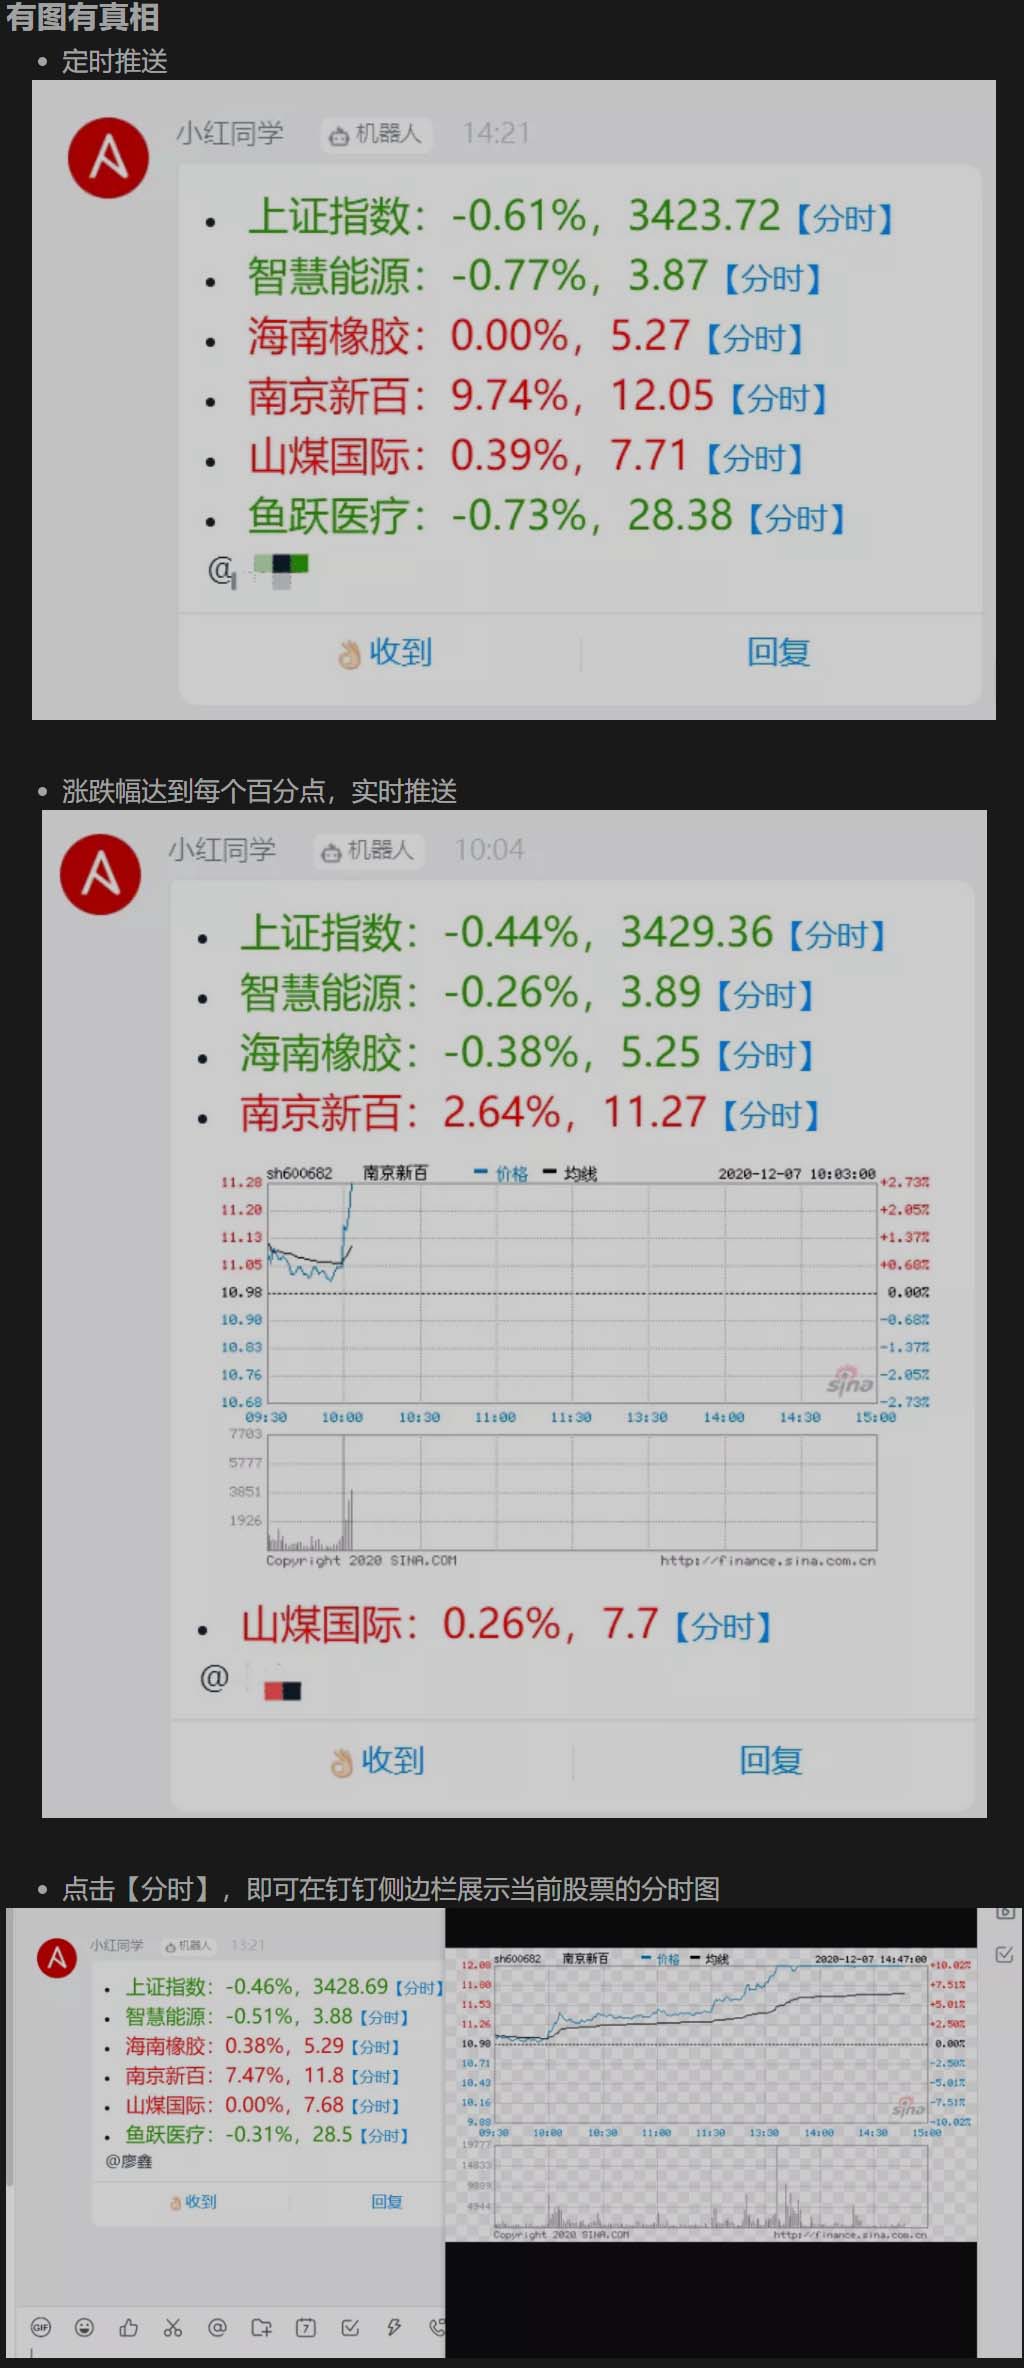 有图有真相
定时推送
小红同学 机器人 14:21
上证指数：-0.61%，3423.72【分时】
智慧能源：-0.77%，3.87【分时】
海南橡胶：0.00%，5.27【分时】
南京新百：9.74%，12.05【分时】
山煤国际：0.39%，7.71【分时】
鱼跃医疗：-0.73%，28.38【分时】
@
收到 回复
涨跌幅达到每个百分点，实时推送
小红同学 机器人 10:04
上证指数：-0.44%，3429.36【分时】
智慧能源：-0.26%，3.89【分时】
海南橡胶：-0.38%，5.25【分时】
南京新百：2.64%，11.27【分时】
sh600682 南京新百 价格 均线 2020-12-07 10:03:00
11.28 +2.73%
11.20 +2.05%
11.13 +1.37%
11.05 +0.68%
10.98 0.00%
10.90 -0.68%
10.83 -1.37%
10.76 -2.05%
sina
10.68 -2.73%
09:30 10:00 10:30 11:00 11:30 13:30 14:00 14:30 15:00
7703
5777
3851
1926
Copyright 2020 SINA.COM http://finance.sina.com.cn
山煤国际：0.26%，7.7【分时】
@
收到 回复
点击【分时】，即可在钉钉侧边栏展示当前股票的分时图
小红同学 机器人 13:21
上证指数：-0.46%，3428.69【分时】
智慧能源：-0.51%，3.88【分时】
海南橡胶：0.38%，5.29【分时】
南京新百：7.47%，11.8【分时】
山煤国际：0.00%，7.68【分时】
鱼跃医疗：-0.31%，28.5【分时】
@廖鑫
收到 回复
GIF
7
sh600682 南京新百 价格 均线 2020-12-07 14:47:00
12.08 +10.02%
11.80 +7.51%
11.53 +5.01%
11.26 +2.50%
10.98 0.00%
10.71 -2.50%
10.43 -5.01%
10.16 -7.51%
sina
9.88 -10.02%
09:30 10:00 10:30 11:00 11:30 13:30 14:00 14:30 15:00
19777
14833
9889
4944
Copyright 2020 SINA.COM http://finance.sina.com.cn